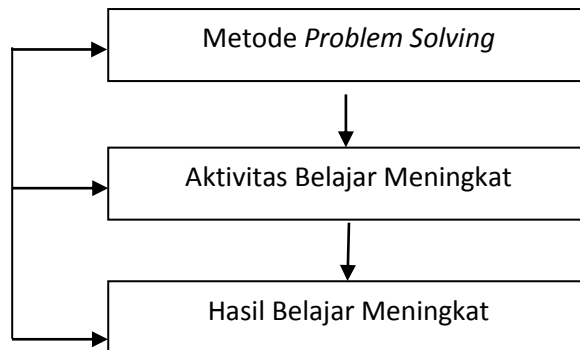 Metode Problem Solving
Aktivitas Belajar Meningkat
Hasil Belajar Meningkat